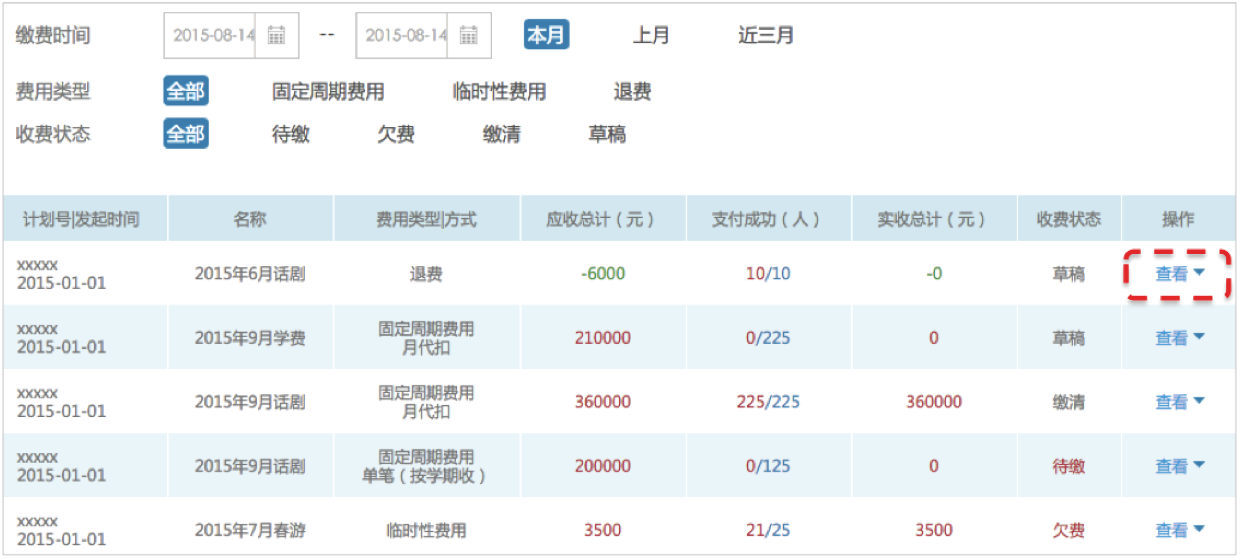 缴费时间 2015-08-14 -- 2015-08-14 本月 上月 近三月
费用类型 全部 固定周期费用 临时性费用 退费
收费状态 全部 待缴 欠费 缴清 草稿
计划号|发起时间 名称 费用类型|方式 应收总计（元） 支付成功（人） 实收总计（元） 收费状态 操作
xxxxx
2015-01-01 2015年6月话剧 退费 -6000 10/10 -0 草稿 查看
xxxxx 固定周期费用
2015-01-01 2015年9月学费 月代扣 210000 0/225 0 草稿 查看
xxxxx 固定周期费用
2015-01-01 2015年9月话剧 月代扣 360000 225/225 360000 缴清 查看
xxxxx 固定周期费用
2015-01-01 2015年9月话剧 单笔（按学期收） 200000 0/125 0 待缴 查看
xxxxx
2015-01-01 2015年7月春游 临时性费用 3500 21/25 3500 欠费 查看